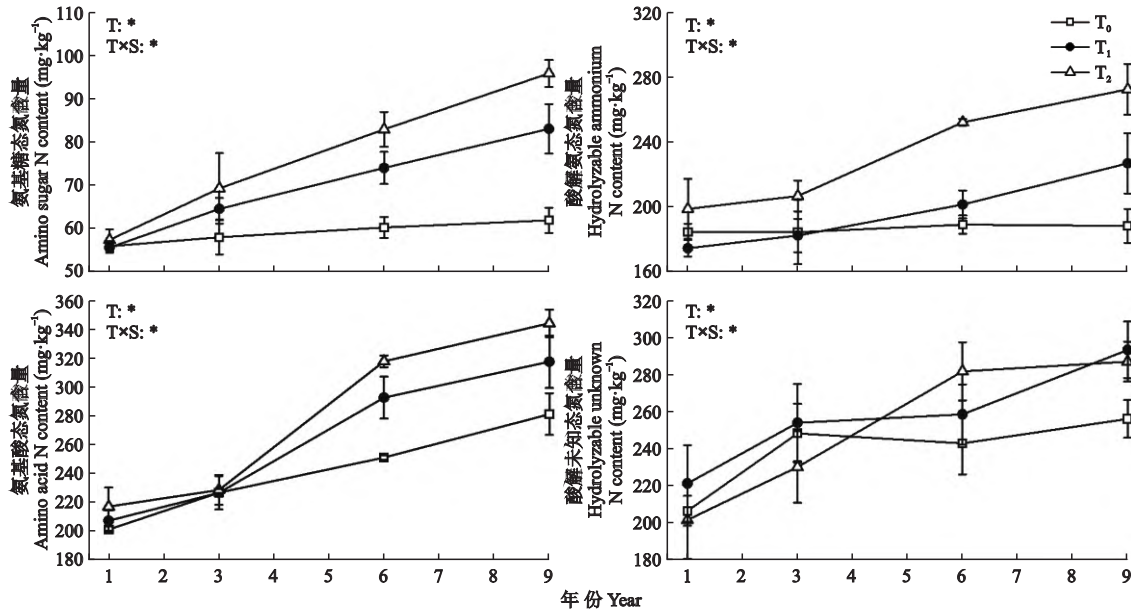 氨基糖态氮含量
Amino sugar N content (mg·kg⁻¹)
110
100
90
80
70
60
50
T: *
T×S: *
酸解氨态氮含量
Hydrolyzable ammonium
N content (mg·kg⁻¹)
320
280
240
200
160
T: *
T×S: *
T₀
T₁
T₂
氨基酸态氮含量
Amino acid N content (mg·kg⁻¹)
360
340
320
300
280
260
240
220
200
180
T: *
T×S: *
1 2 3 4 5 6 7 8 9
酸解未知态氮含量
Hydrolyzable unknown
N content (mg·kg⁻¹)
320
300
280
260
240
220
200
180
T: *
T×S: *
1 2 3 4 5 6 7 8 9
年 份 Year